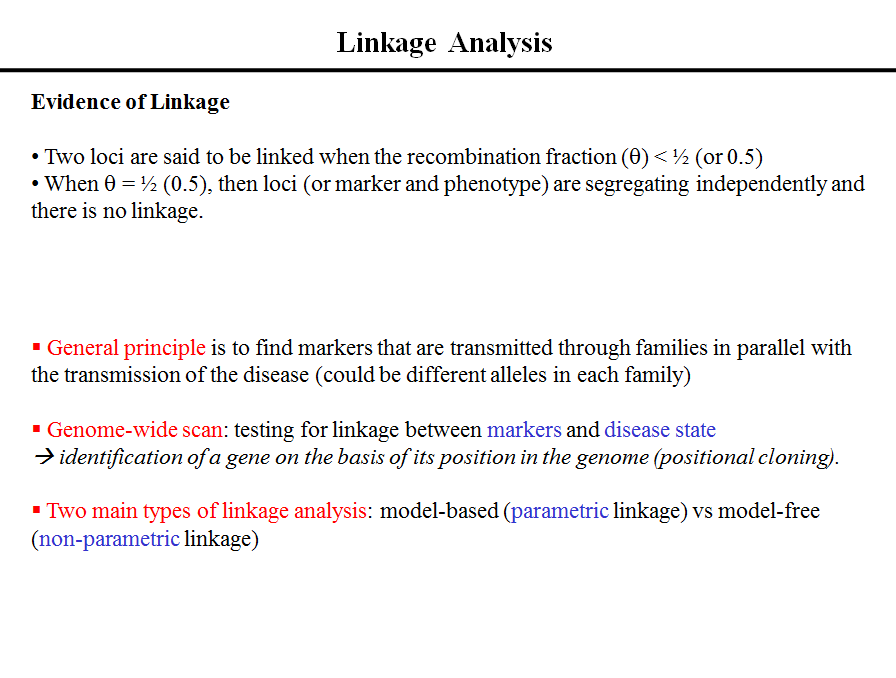 Linkage Analysis
Evidence of Linkage
• Two loci are said to be linked when the recombination fraction (θ) < ½ (or 0.5)
• When θ = ½ (0.5), then loci (or marker and phenotype) are segregating independently and
there is no linkage.
▪ General principle is to find markers that are transmitted through families in parallel with
the transmission of the disease (could be different alleles in each family)
▪ Genome-wide scan: testing for linkage between markers and disease state
→ identification of a gene on the basis of its position in the genome (positional cloning).
▪ Two main types of linkage analysis: model-based (parametric linkage) vs model-free
(non-parametric linkage)